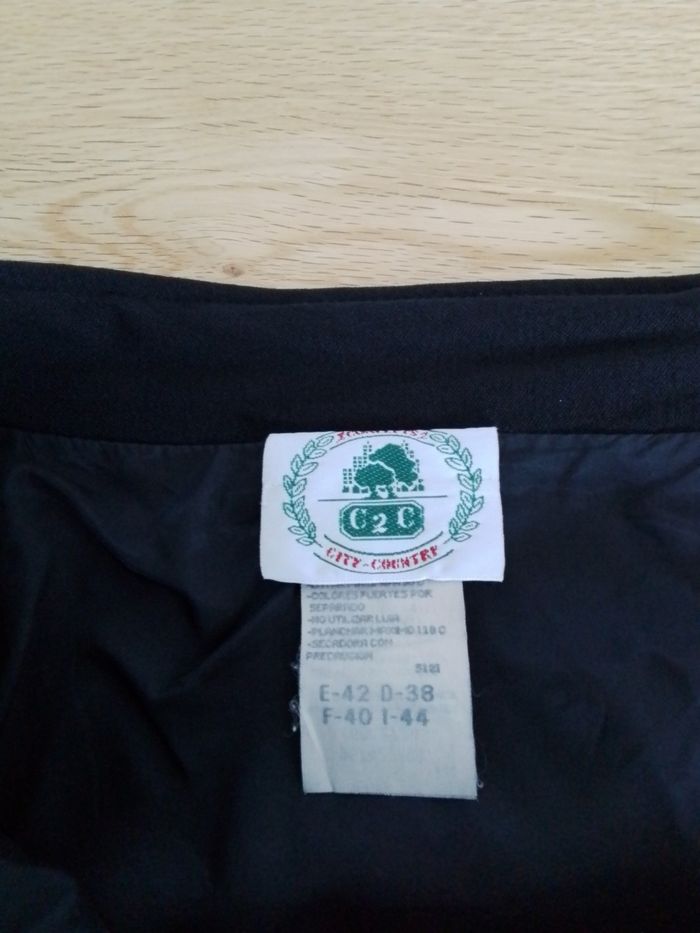 C2C
CITY-COUNTRY
-COLORES FUERTES POR
SEPARADO
-NO UTILIZAR LEJIA
-PLANCHAR MAXIMO 110 C
-SECADORA CON
PRECAUCION
5121
E-42 D-38
F-40 I-44